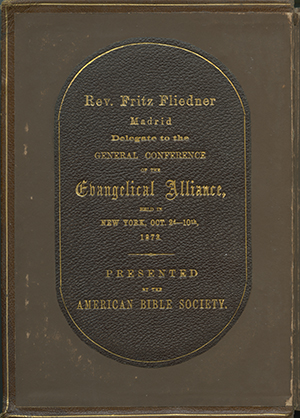 Rev. Fritz Fliedner
Madrid
Delegate to the
GENERAL CONFERENCE
OF THE
Evangelical Alliance,
HELD IN
NEW YORK, OCT. 2d–10th,
1873.
PRESENTED
BY THE
AMERICAN BIBLE SOCIETY.